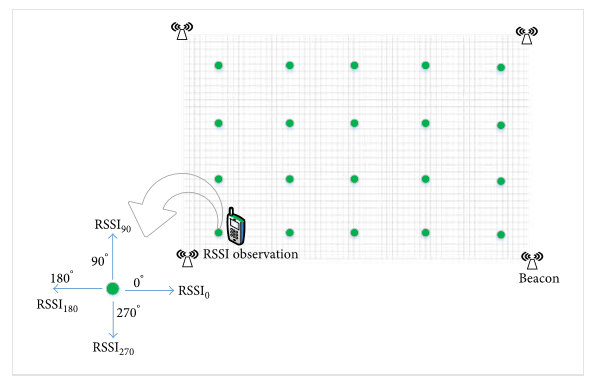 RSSI observation
Beacon
RSSI90
90°
180°
0°
RSSI0
RSSI180
270°
RSSI270